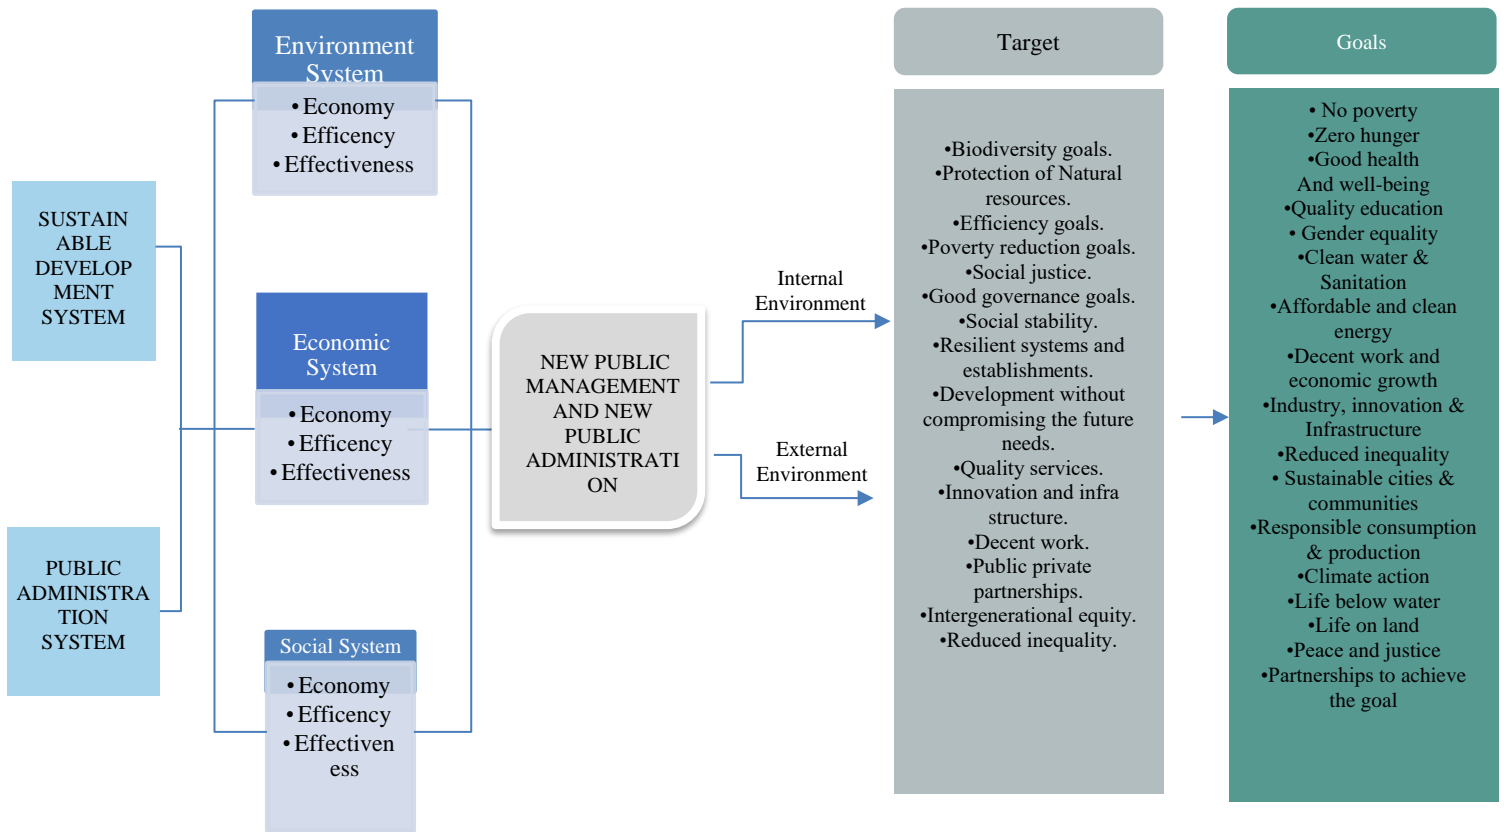 SUSTAIN
ABLE
DEVELOP
MENT
SYSTEM
PUBLIC
ADMINISTRA
TION
SYSTEM
Environment
System
• Economy
• Efficency
• Effectiveness
Economic
System
• Economy
• Efficency
• Effectiveness
Social System
• Economy
• Efficency
• Effectiven
ess
NEW PUBLIC
MANAGEMENT
AND NEW
PUBLIC
ADMINISTRATI
ON
Internal
Environment
External
Environment
Target
•Biodiversity goals.
•Protection of Natural
resources.
•Efficiency goals.
•Poverty reduction goals.
•Social justice.
•Good governance goals.
•Social stability.
•Resilient systems and
establishments.
•Development without
compromising the future
needs.
•Quality services.
•Innovation and infra
structure.
•Decent work.
•Public private
partnerships.
•Intergenerational equity.
•Reduced inequality.
Goals
• No poverty
•Zero hunger
•Good health
And well-being
•Quality education
• Gender equality
•Clean water &
Sanitation
•Affordable and clean
energy
•Decent work and
economic growth
•Industry, innovation &
Infrastructure
•Reduced inequality
• Sustainable cities &
communities
•Responsible consumption
& production
•Climate action
•Life below water
•Life on land
•Peace and justice
•Partnerships to achieve
the goal